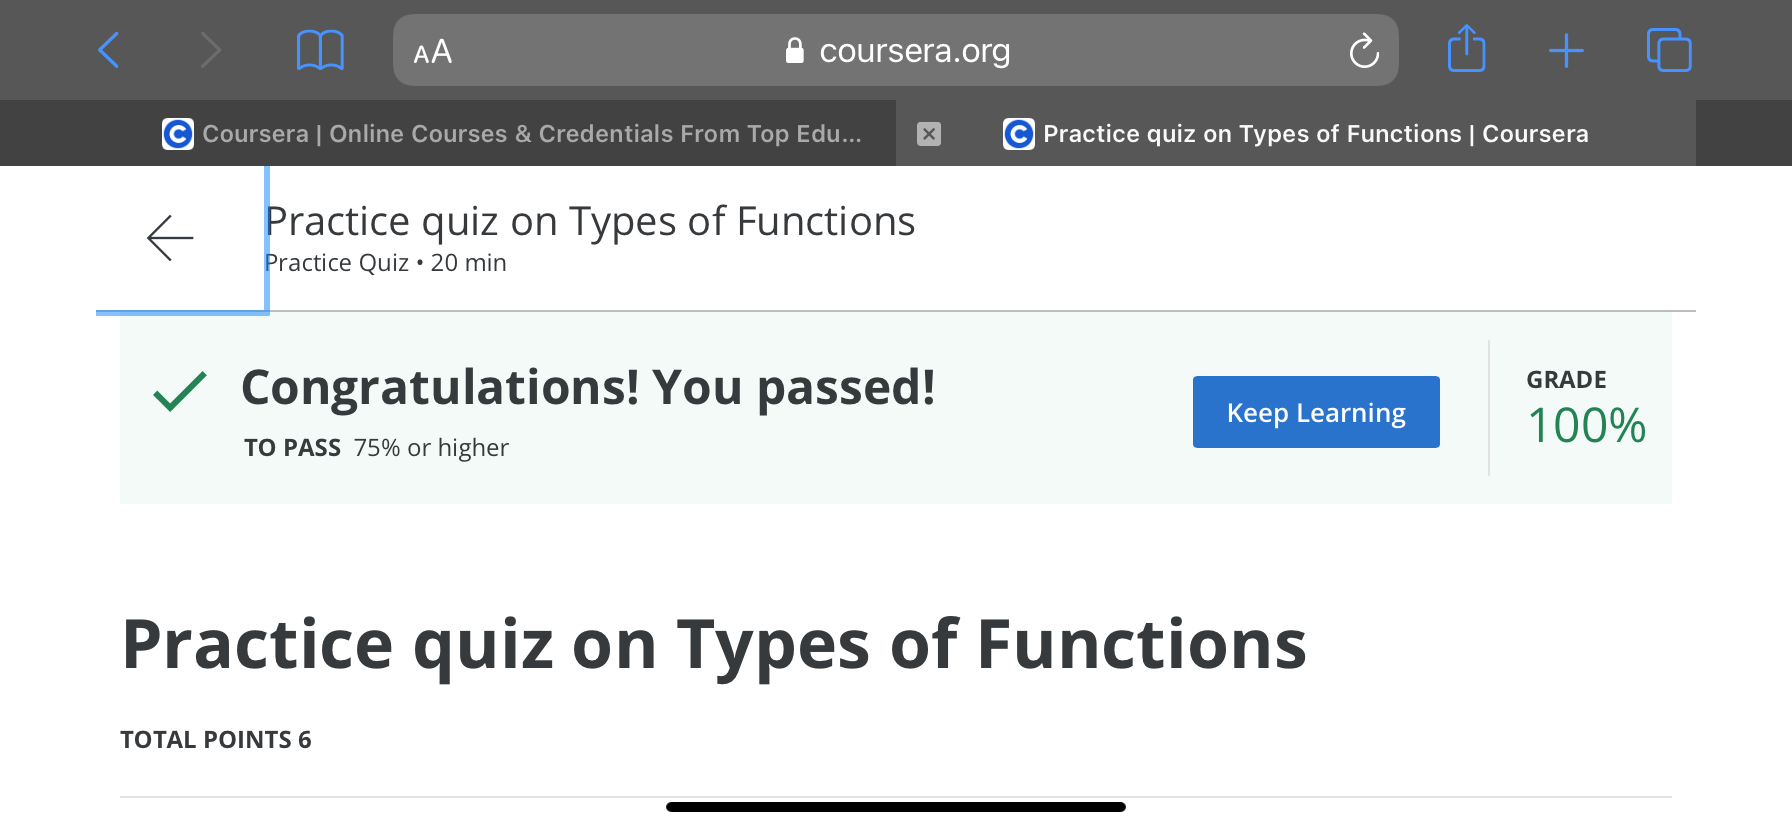 AA
coursera.org
Coursera | Online Courses & Credentials From Top Edu...
Practice quiz on Types of Functions | Coursera
Practice quiz on Types of Functions
Practice Quiz • 20 min
Congratulations! You passed!
TO PASS 75% or higher
Keep Learning
GRADE
100%
Practice quiz on Types of Functions
TOTAL POINTS 6